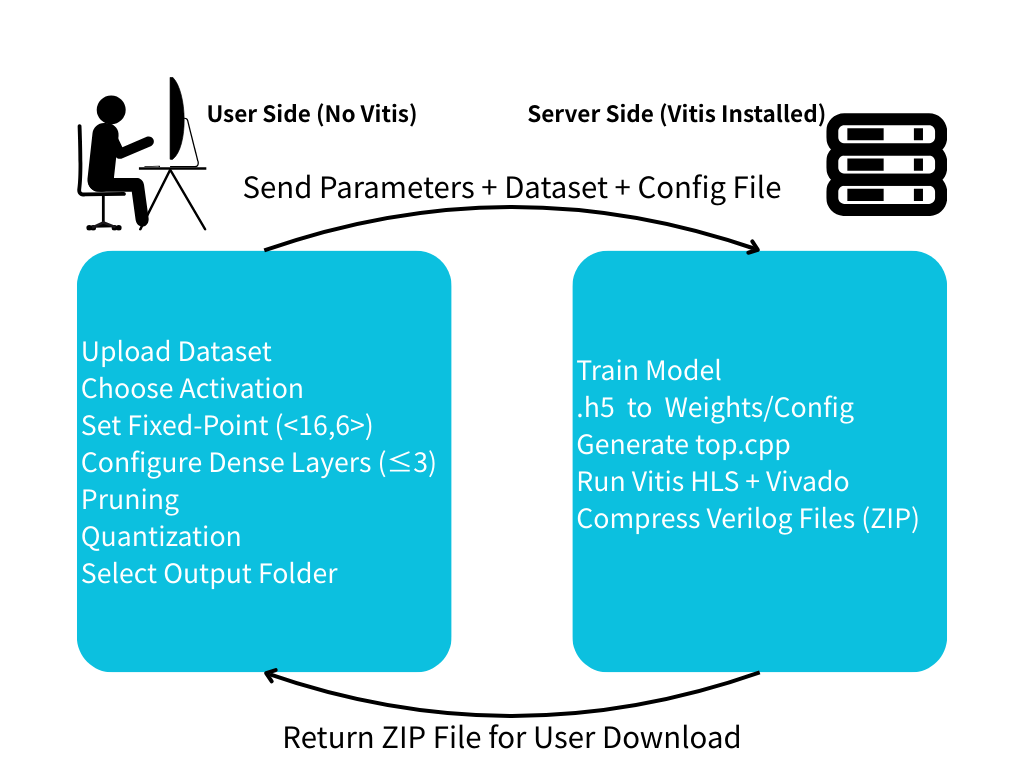 User Side (No Vitis)
Server Side (Vitis Installed)
Send Parameters + Dataset + Config File
Upload Dataset
Choose Activation
Set Fixed-Point (<16,6>)
Configure Dense Layers (≤3)
Pruning
Quantization
Select Output Folder
Train Model
.h5 to Weights/Config
Generate top.cpp
Run Vitis HLS + Vivado
Compress Verilog Files (ZIP)
Return ZIP File for User Download